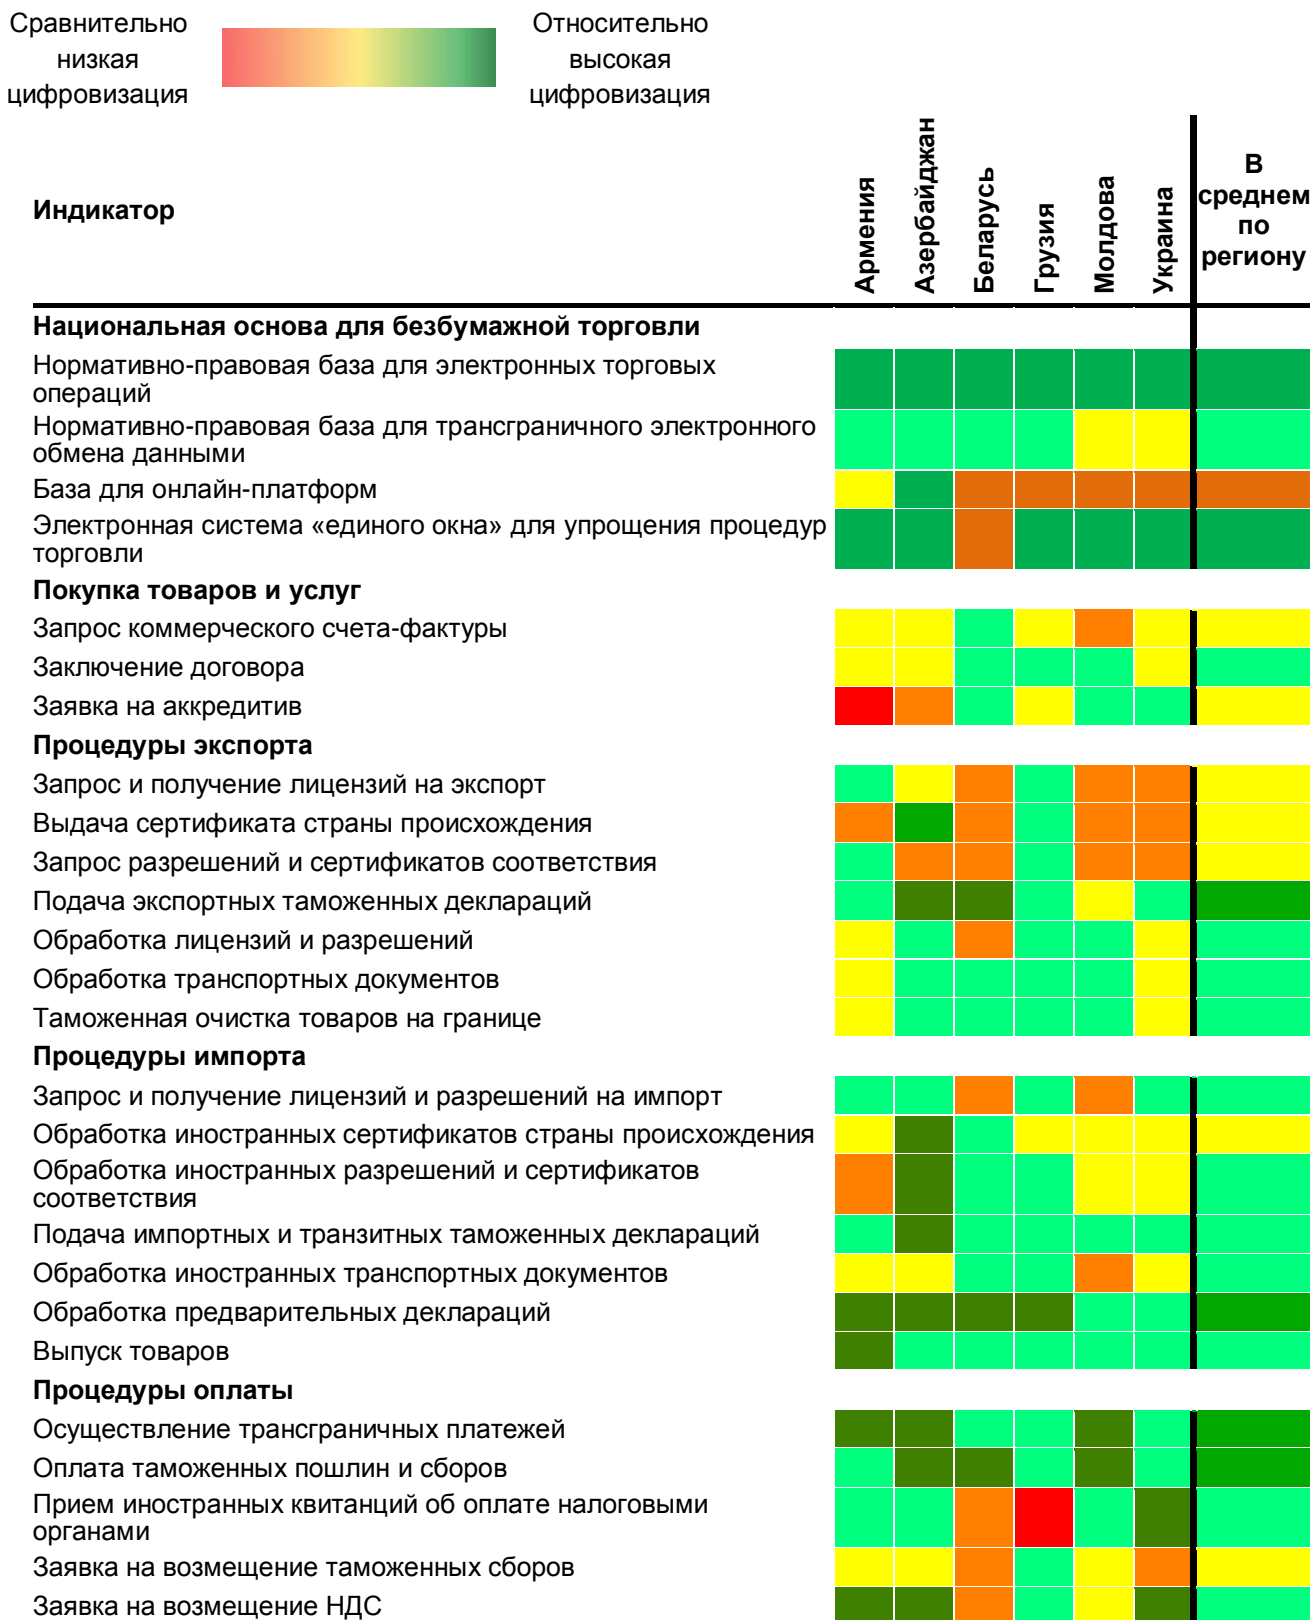 Сравнительно
низкая
цифровизация
Относительно
высокая
цифровизация
Индикатор
Армения
Азербайджан
Беларусь
Грузия
Молдова
Украина
В
среднем
по
региону
Национальная основа для безбумажной торговли
Нормативно-правовая база для электронных торговых
операций
Нормативно-правовая база для трансграничного электронного
обмена данными
База для онлайн-платформ
Электронная система «единого окна» для упрощения процедур
торговли
Покупка товаров и услуг
Запрос коммерческого счета-фактуры
Заключение договора
Заявка на аккредитив
Процедуры экспорта
Запрос и получение лицензий на экспорт
Выдача сертификата страны происхождения
Запрос разрешений и сертификатов соответствия
Подача экспортных таможенных деклараций
Обработка лицензий и разрешений
Обработка транспортных документов
Таможенная очистка товаров на границе
Процедуры импорта
Запрос и получение лицензий и разрешений на импорт
Обработка иностранных сертификатов страны происхождения
Обработка иностранных разрешений и сертификатов
соответствия
Подача импортных и транзитных таможенных деклараций
Обработка иностранных транспортных документов
Обработка предварительных деклараций
Выпуск товаров
Процедуры оплаты
Осуществление трансграничных платежей
Оплата таможенных пошлин и сборов
Прием иностранных квитанций об оплате налоговыми
органами
Заявка на возмещение таможенных сборов
Заявка на возмещение НДС